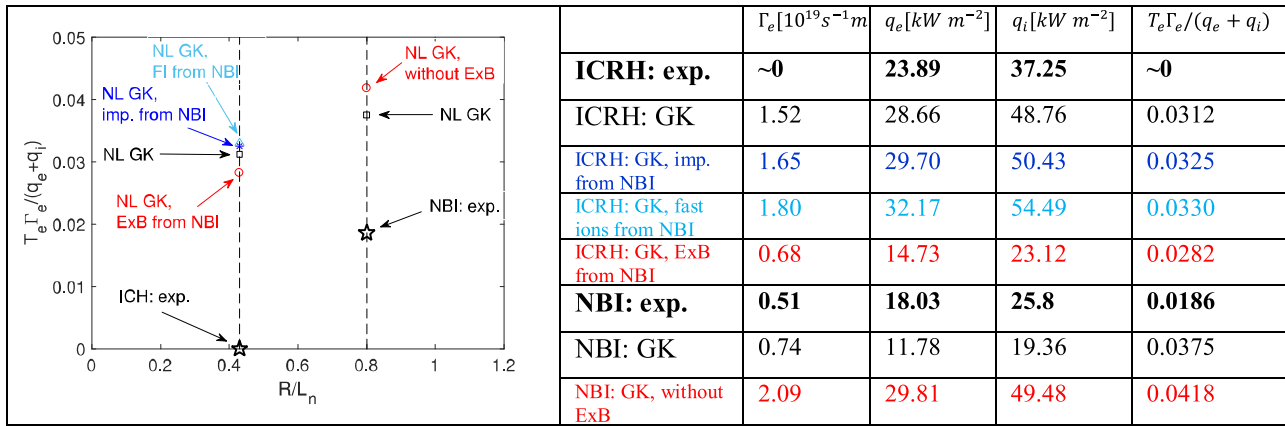 0.05
0.04
0.03
0.02
0.01
0
T_eΓ_e/(q_e+q_i)
NL GK,
FI from NBI
NL GK,
imp. from NBI
NL GK
NL GK,
ExB from NBI
ICH: exp.
NL GK,
without ExB
NL GK
NBI: exp.
0 0.2 0.4 0.6 0.8 1 1.2
R/L_n
Γ_e[10^19 s^−1 m q_e[kW m^−2] q_i[kW m^−2] T_eΓ_e/(q_e + q_i)
ICRH: exp. ~0 23.89 37.25 ~0
ICRH: GK 1.52 28.66 48.76 0.0312
ICRH: GK, imp. 1.65 29.70 50.43 0.0325
from NBI
ICRH: GK, fast 1.80 32.17 54.49 0.0330
ions from NBI
ICRH: GK, ExB 0.68 14.73 23.12 0.0282
from NBI
NBI: exp. 0.51 18.03 25.8 0.0186
NBI: GK 0.74 11.78 19.36 0.0375
NBI: GK, without 2.09 29.81 49.48 0.0418
ExB